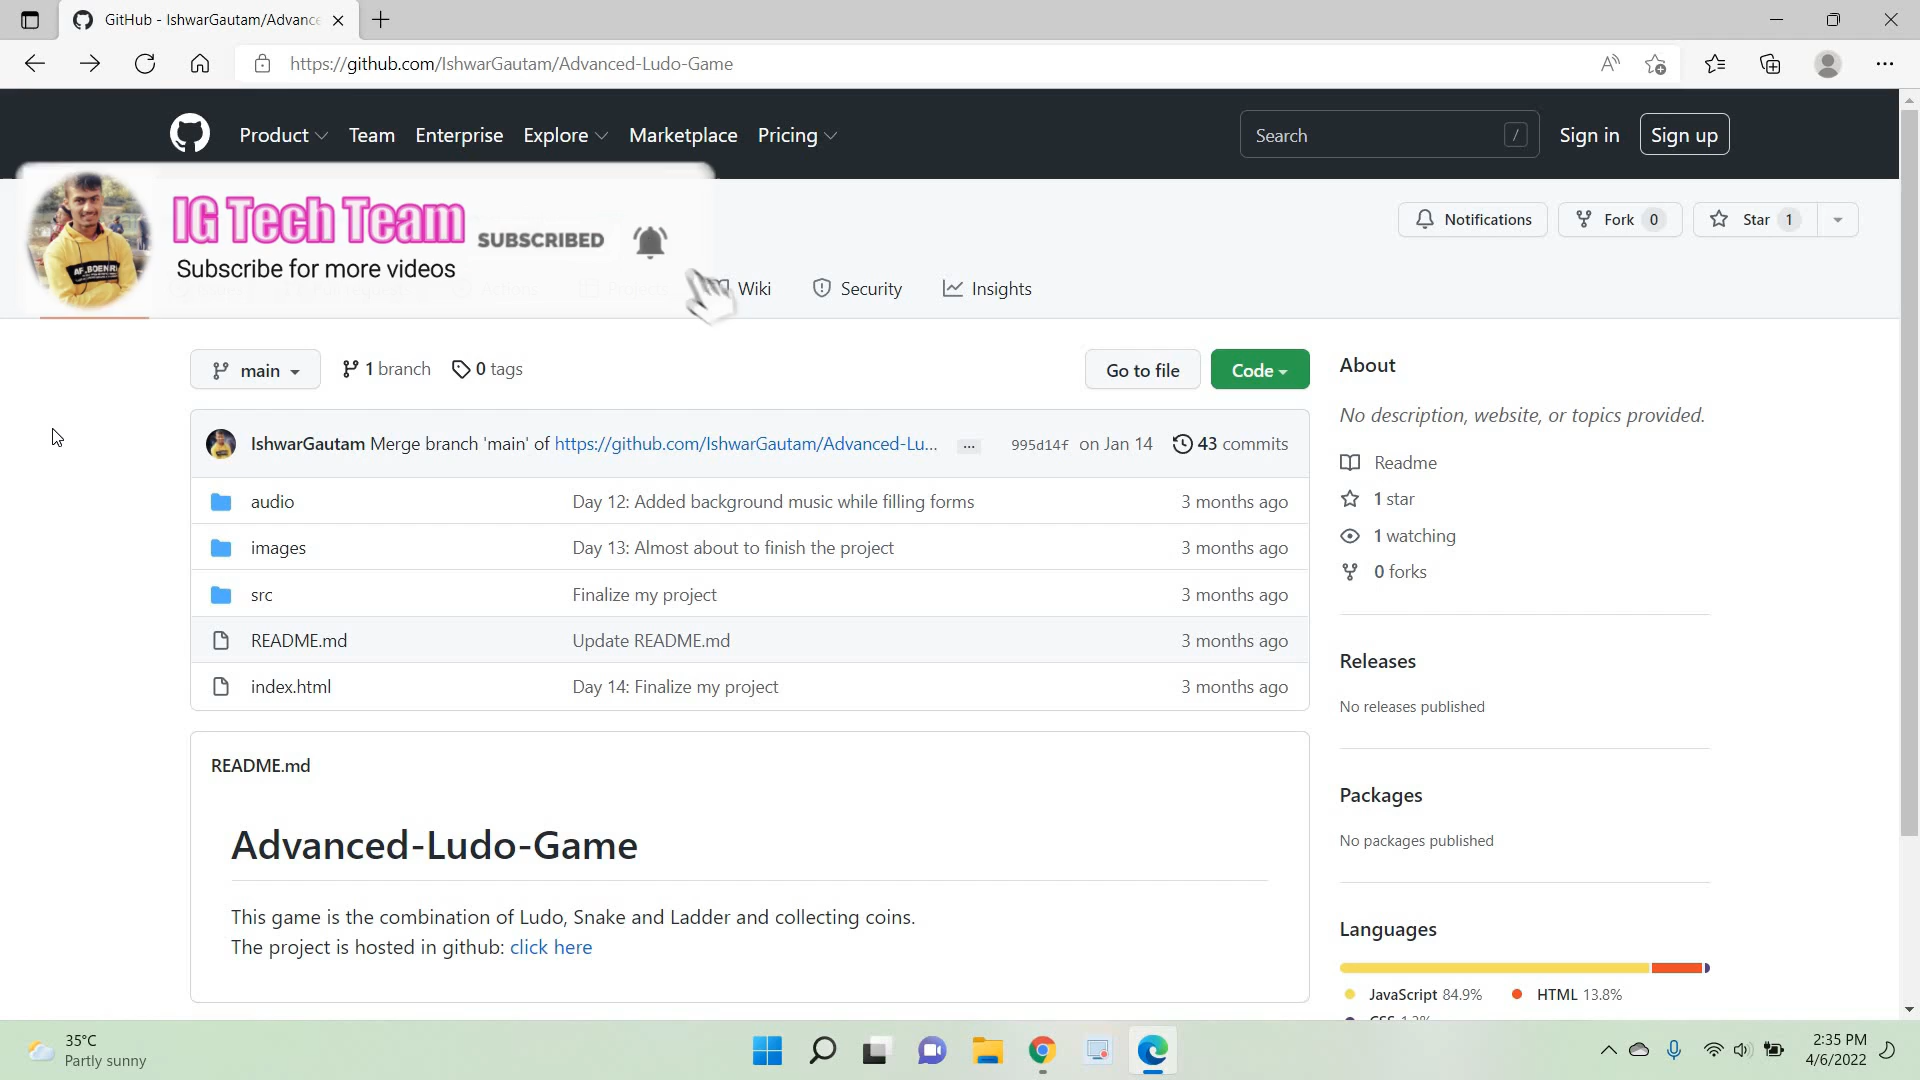 GitHub - IshwarGautam/Advance
https://github.com/IshwarGautam/Advanced-Ludo-Game
Product Team Enterprise Explore Marketplace Pricing
Search /
Sign in
Sign up
IG Tech Team
SUBSCRIBED
Subscribe for more videos
AF.BOENRI
Notifications
Fork 0
Star 1
Wiki
Security
Insights
main
1 branch
0 tags
Go to file
Code
IshwarGautam Merge branch 'main' of https://github.com/IshwarGautam/Advanced-Lu... ... 995d14f on Jan 14 43 commits
audio Day 12: Added background music while filling forms 3 months ago
images Day 13: Almost about to finish the project 3 months ago
src Finalize my project 3 months ago
README.md Update README.md 3 months ago
index.html Day 14: Finalize my project 3 months ago
README.md
Advanced-Ludo-Game
This game is the combination of Ludo, Snake and Ladder and collecting coins.
The project is hosted in github: click here
About
No description, website, or topics provided.
Readme
1 star
1 watching
0 forks
Releases
No releases published
Packages
No packages published
Languages
JavaScript 84.9% HTML 13.8%
CSS 1.3%
35°C
Partly sunny
2:35 PM
4/6/2022